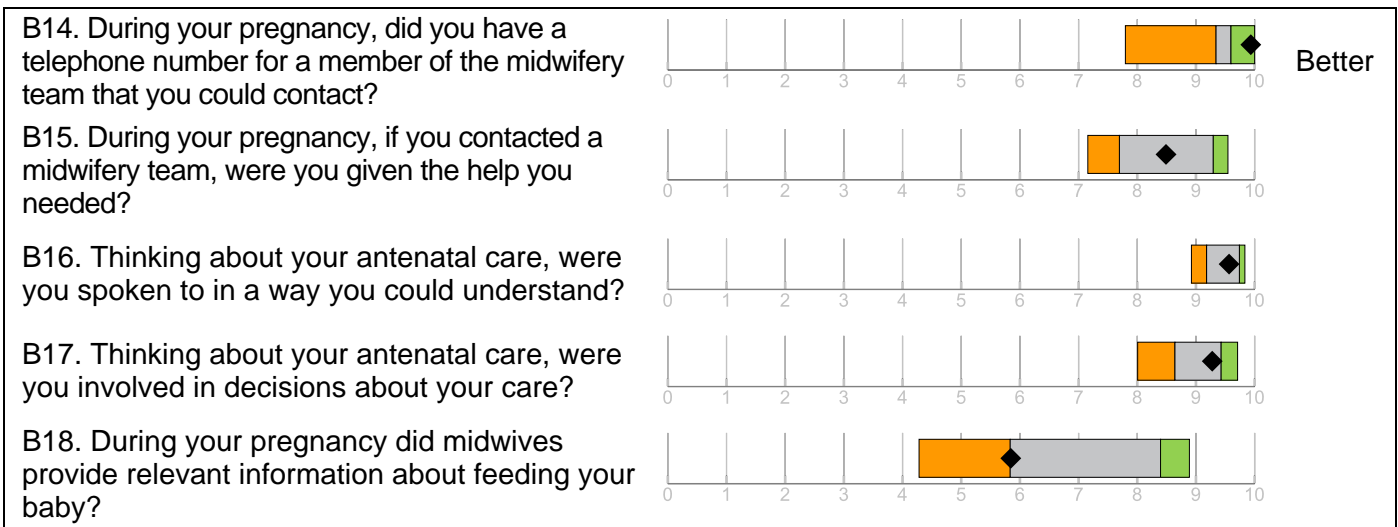 B14. During your pregnancy, did you have a
telephone number for a member of the midwifery
team that you could contact?
0 1 2 3 4 5 6 7 8 9 10
Better
B15. During your pregnancy, if you contacted a
midwifery team, were you given the help you
needed?
0 1 2 3 4 5 6 7 8 9 10
B16. Thinking about your antenatal care, were
you spoken to in a way you could understand?
0 1 2 3 4 5 6 7 8 9 10
B17. Thinking about your antenatal care, were
you involved in decisions about your care?
0 1 2 3 4 5 6 7 8 9 10
B18. During your pregnancy did midwives
provide relevant information about feeding your
baby?
0 1 2 3 4 5 6 7 8 9 10